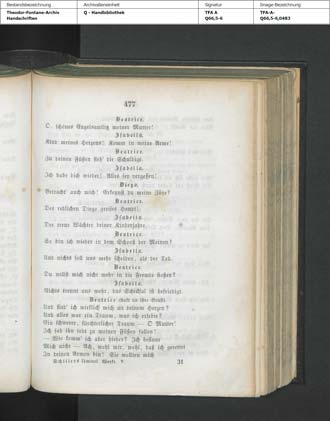 Bestandsbezeichnung
Theodor-Fontane-Archiv
Handschriften
Archivalieneinheit
Q - Handbibliothek
Signatur
TFA A
Q66,5-6
Image-Bezeichnung
TFA-A-
Q66,5-6,0483
477
Beatrice.
O, schönes Engelsantlitz meiner Mutter!
Isabella.
Kind meines Herzens! Komm in meine Arme!
Beatrice.
Zu deinen Füßen sieh' die Schuldige.
Isabella.
Ich habe dich wieder! Alles sey vergessen!
Diego.
Betracht' auch mich! Erkennst du meine Züge?
Beatrice.
Des redlichen Diego greises Haupt!
Isabella.
Der treue Wächter deiner Kinderjahre.
Beatrice.
So bin ich wieder in dem Schooß der Meinen?
Isabella.
Und nichts soll uns mehr scheiden, als der Tod.
Beatrice.
Du willst mich nicht mehr in die Fremde stoßen?
Isabella.
Nichts trennt uns mehr, das Schicksal ist befriedigt.
Beatrice (sinkt an ihre Brust).
Und bin' ich wirklich mich an deinem Herzen?
Und alles war ein Traum, was ich erlebte?
Ein schwerer, fürchterlicher Traum — O Mutter!
Ich sah ihn todt zu meinen Füßen fallen!
— Wie komm' ich aber hieher? Ich besinne
Mich nicht — Ach, wohl mir, wohl, daß ich gerettet
In deinen Armen bin! Sie wollten mich
Schillers sämmtl. Werke. V. 31